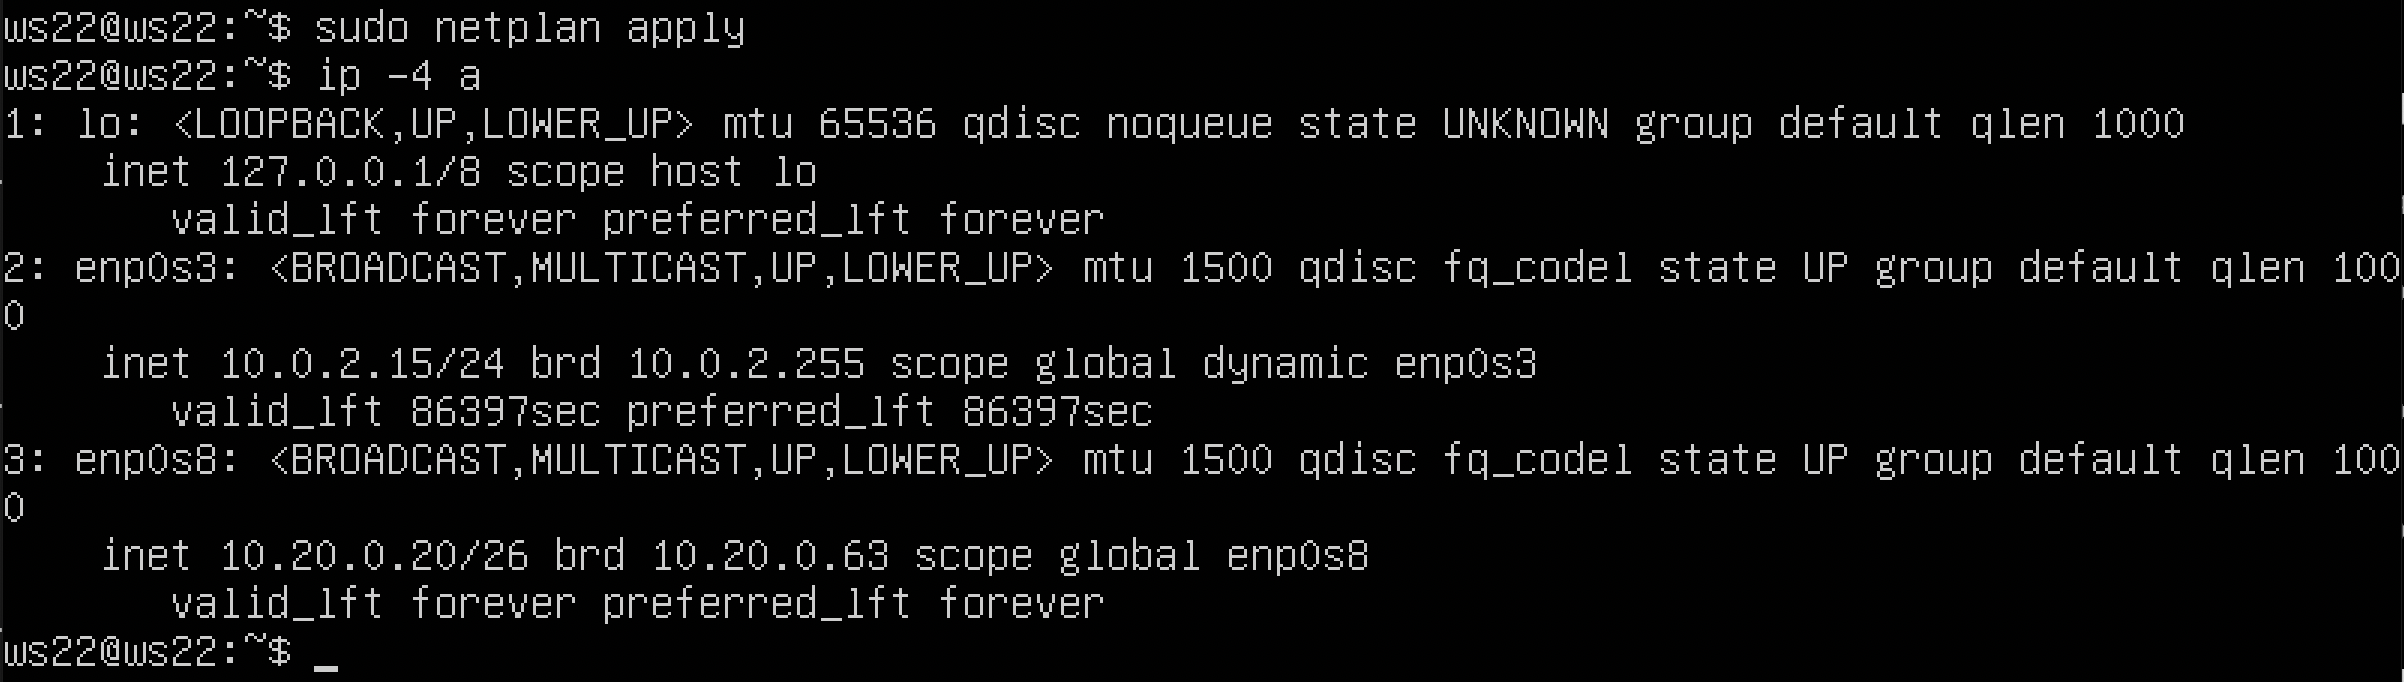 ws22@ws22:~$ sudo netplan apply
ws22@ws22:~$ ip -4 a
1: lo: <LOOPBACK,UP,LOWER_UP> mtu 65536 qdisc noqueue state UNKNOWN group default qlen 1000
    inet 127.0.0.1/8 scope host lo
       valid_lft forever preferred_lft forever
2: enp0s3: <BROADCAST,MULTICAST,UP,LOWER_UP> mtu 1500 qdisc fq_codel state UP group default qlen 100
0
    inet 10.0.2.15/24 brd 10.0.2.255 scope global dynamic enp0s3
       valid_lft 86397sec preferred_lft 86397sec
3: enp0s8: <BROADCAST,MULTICAST,UP,LOWER_UP> mtu 1500 qdisc fq_codel state UP group default qlen 100
0
    inet 10.20.0.20/26 brd 10.20.0.63 scope global enp0s8
       valid_lft forever preferred_lft forever
ws22@ws22:~$ _